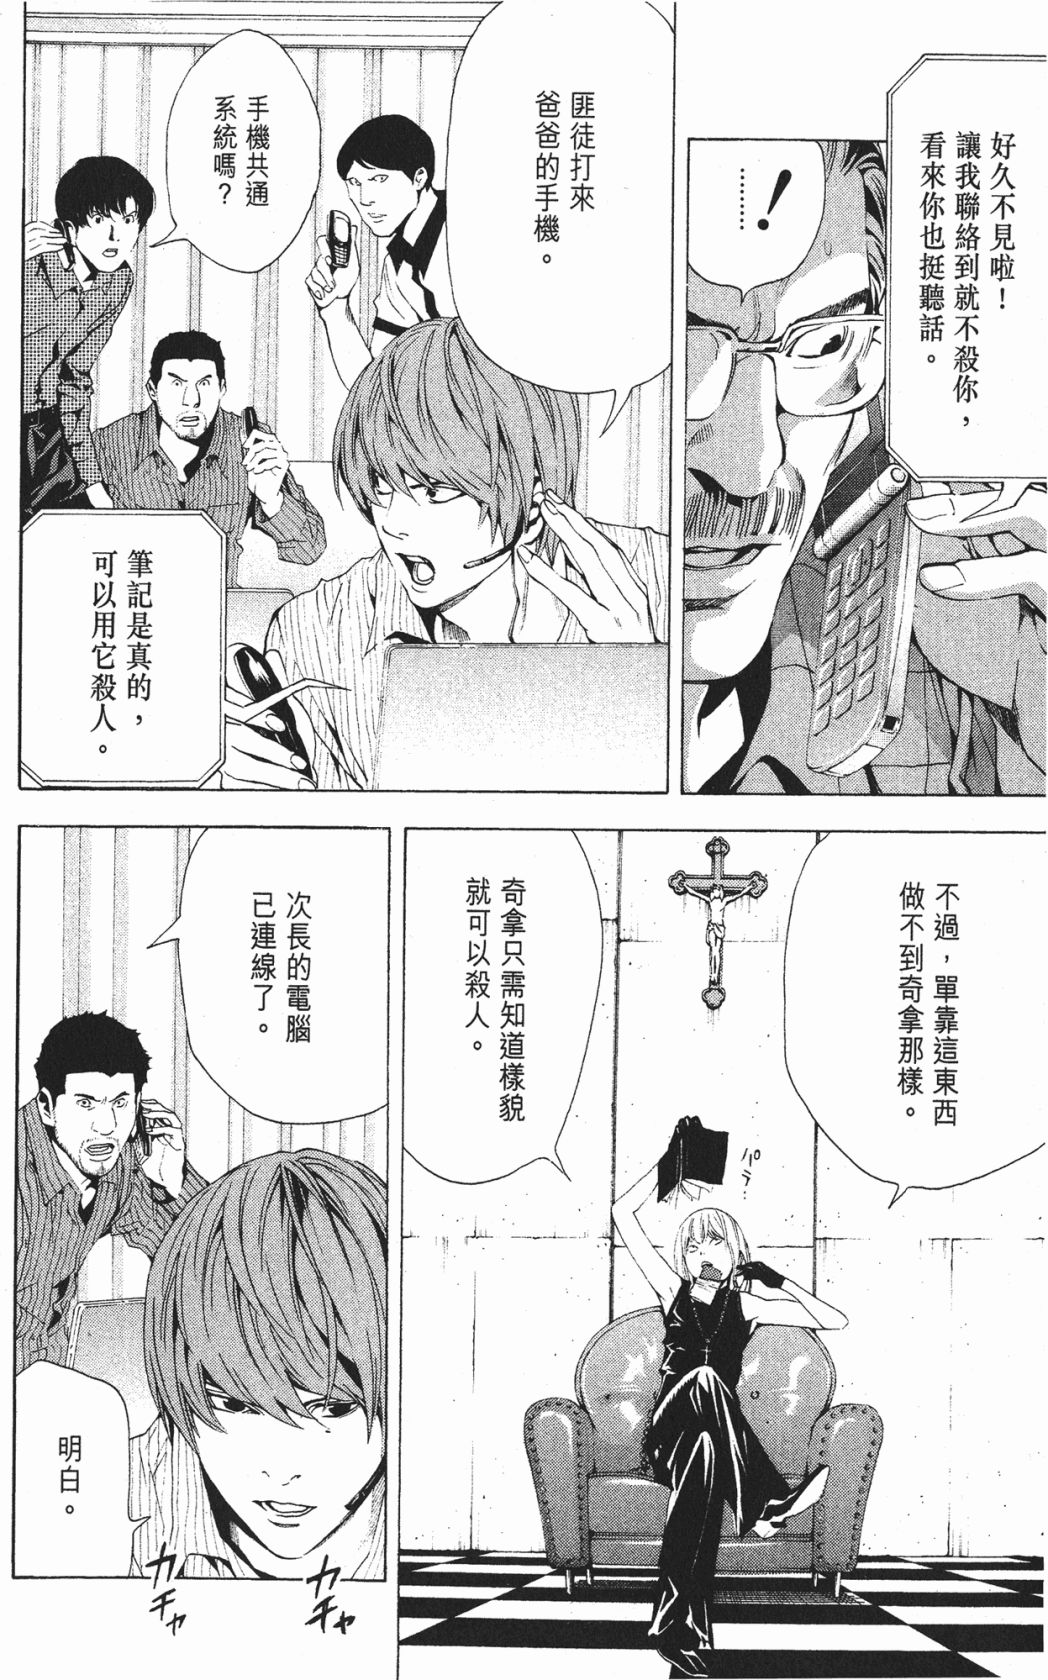 好久不見啦！
讓我聯絡到就不殺你，
看來你也挺聽話。
……！
匪徒打來
爸爸的手機。
手機共通
系統嗎？
筆記是真的，
可以用它殺人。
不過，單靠這東西
做不到奇拿那樣。
パラ…
奇拿只需知道樣貌
就可以殺人。
次長的電腦
已連線了。
明白。
カチャ
カチャ